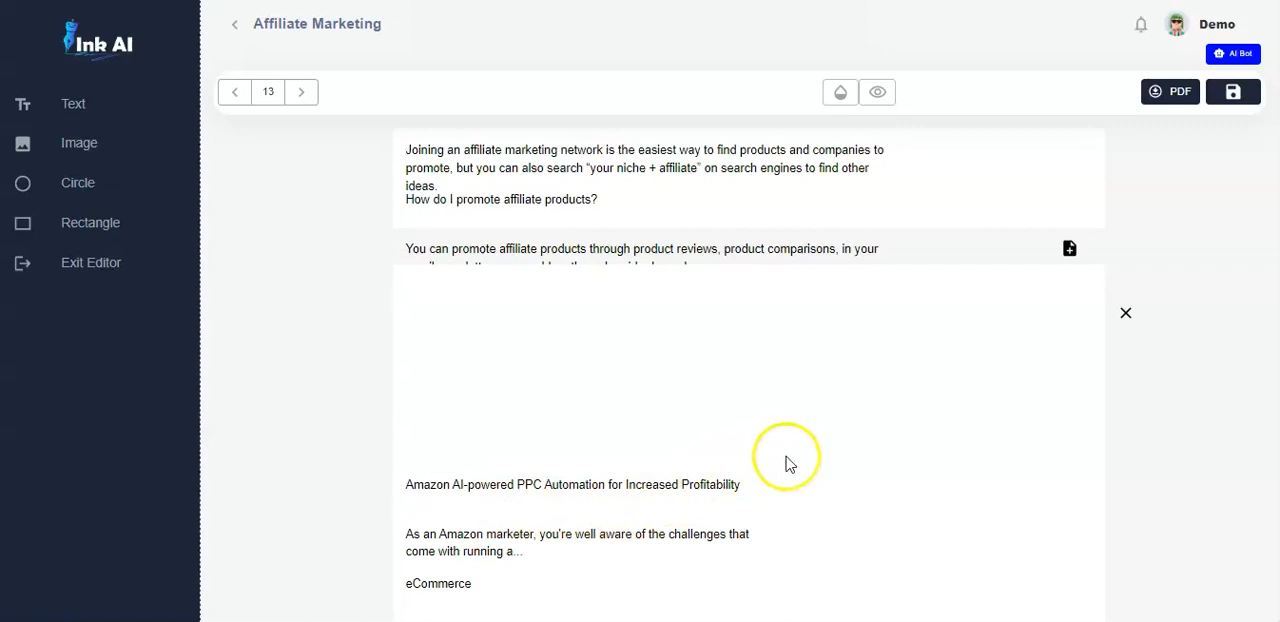 Ink AI
Affiliate Marketing
Demo
AI Bot
Text
Image
Circle
Rectangle
Exit Editor
13
PDF
Joining an affiliate marketing network is the easiest way to find products and companies to
promote, but you can also search “your niche + affiliate” on search engines to find other
ideas.
How do I promote affiliate products?
You can promote affiliate products through product reviews, product comparisons, in your
Amazon AI-powered PPC Automation for Increased Profitability
As an Amazon marketer, you’re well aware of the challenges that
come with running a...
eCommerce